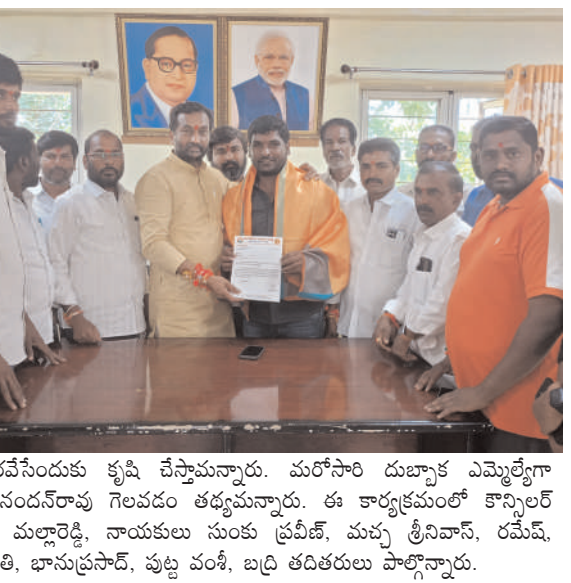 రవేసేందుకు కృషి చేస్తామన్నారు. మరోసారి దుబ్బాక ఎమ్మెల్యేగా
నందన్‌రావు గెలవడం తథ్యమన్నారు. ఈ కార్యక్రమంలో కౌన్సిలర్
మల్లారెడ్డి, నాయకులు సుంకు ప్రవీణ్, మచ్చ శ్రీనివాస్, రమేష్,
తి, భానుప్రసాద్, పుట్ట వంశీ, బద్రి తదితరులు పాల్గొన్నారు.